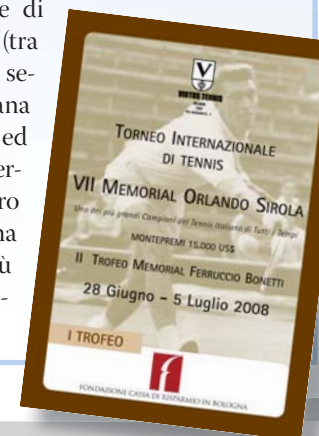 e di
(tra
se-
ana
ed
er-
ro
na
ù
-
V
VIRTUS TENNIS
TORNEO INTERNAZIONALE
DI TENNIS
VII MEMORIAL ORLANDO SIROLA
Uno dei più grandi Campioni del Tennis Italiano di Tutti i Tempi
MONTEPREMI 15.000 US$
II TROFEO MEMORIAL FERRUCCIO BONETTI
28 Giugno – 5 Luglio 2008
I TROFEO
FONDAZIONE CASSA DI RISPARMIO IN BOLOGNA